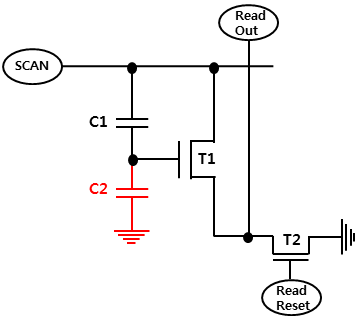 Read
Out
SCAN
C1
T1
C2
T2
Read
Reset